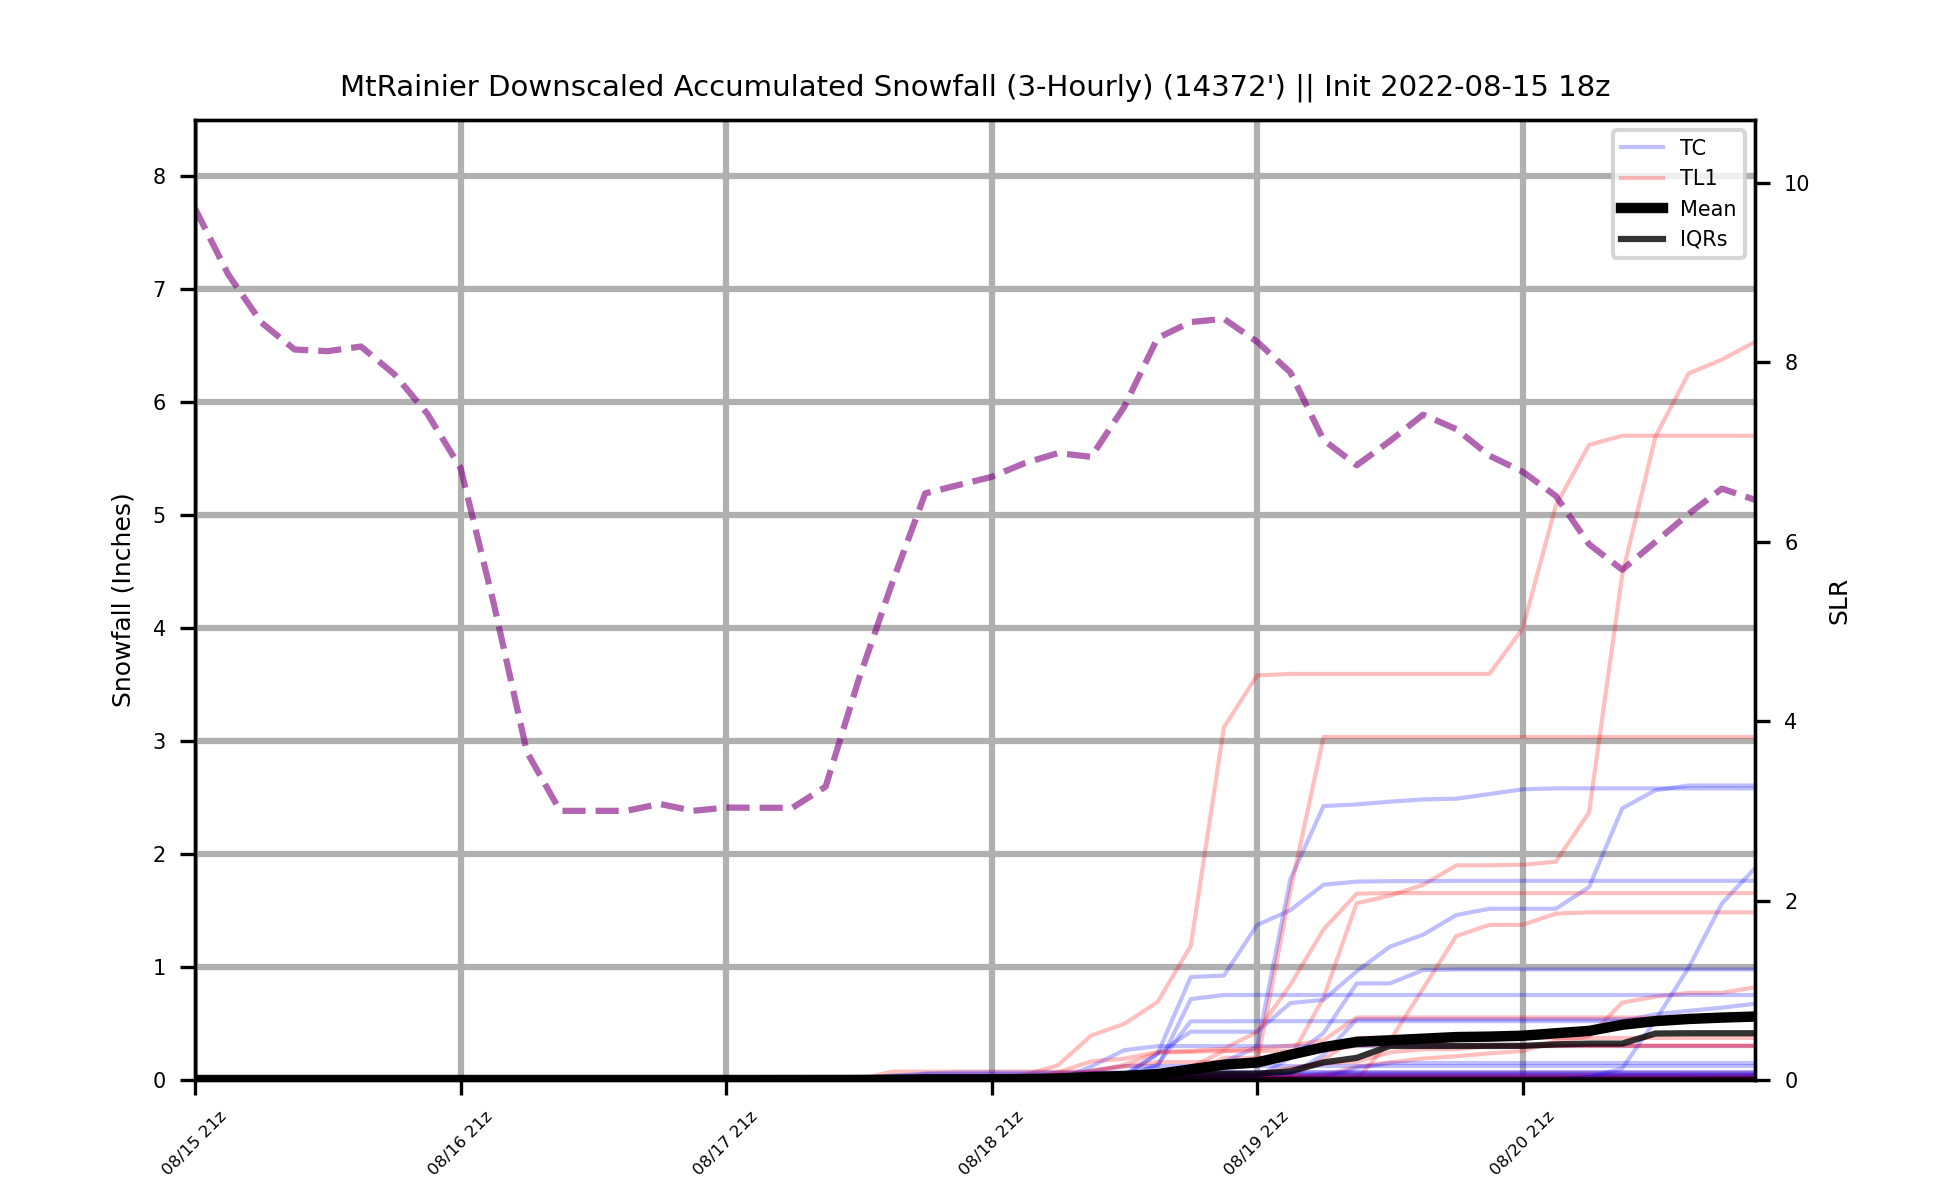 MtRainier Downscaled Accumulated Snowfall (3-Hourly) (14372') || Init 2022-08-15 18z
TC
TL1
Mean
IQRs
8
7
6
5
4
3
2
1
0
Snowfall (Inches)
10
8
6
4
2
0
SLR
08/15 21z
08/16 21z
08/17 21z
08/18 21z
08/19 21z
08/20 21z